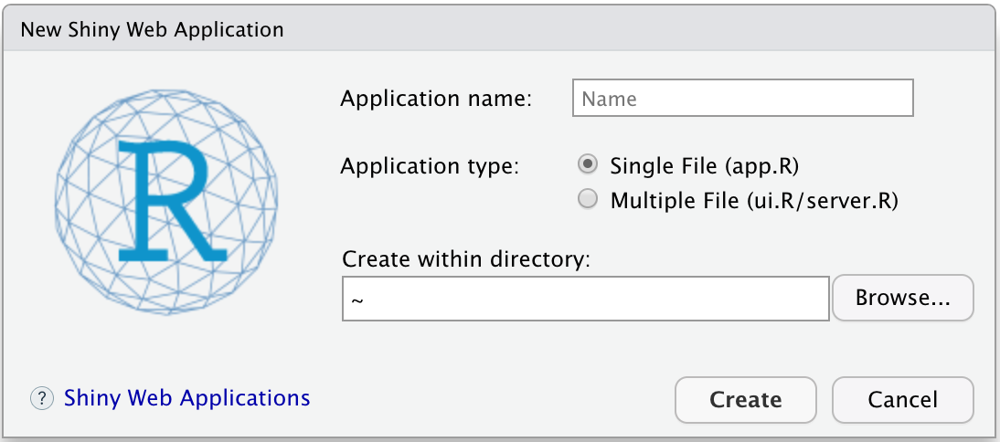 New Shiny Web Application
R
Application name: Name
Application type: Single File (app.R)
Multiple File (ui.R/server.R)
Create within directory:
~ Browse...
? Shiny Web Applications Create Cancel